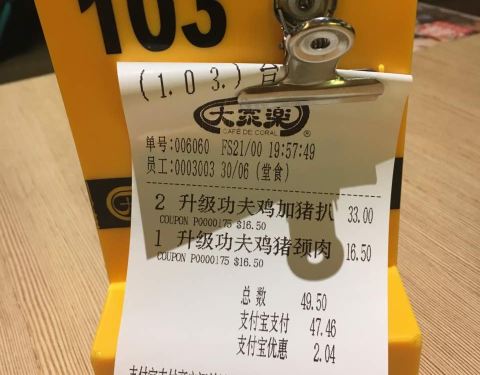 103
(103.) 台
大家樂®
CAFE DE CORAL
单号:006060 FS21/00 19:57:49
员工:0003003 30/06 (堂食)
2 升级功夫鸡加猪扒 33.00
COUPON P0000175 $16.50
1 升级功夫鸡猪颈肉 16.50
COUPON P0000175 $16.50
总数 49.50
支付宝支付 47.46
支付宝优惠 2.04